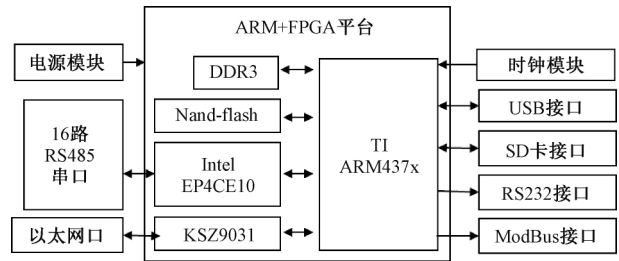 ARM+FPGA平台
电源模块
DDR3
时钟模块
Nand-flash
USB接口
16路
RS485
串口
Intel
EP4CE10
TI
ARM437x
SD卡接口
RS232接口
以太网口
KSZ9031
ModBus接口